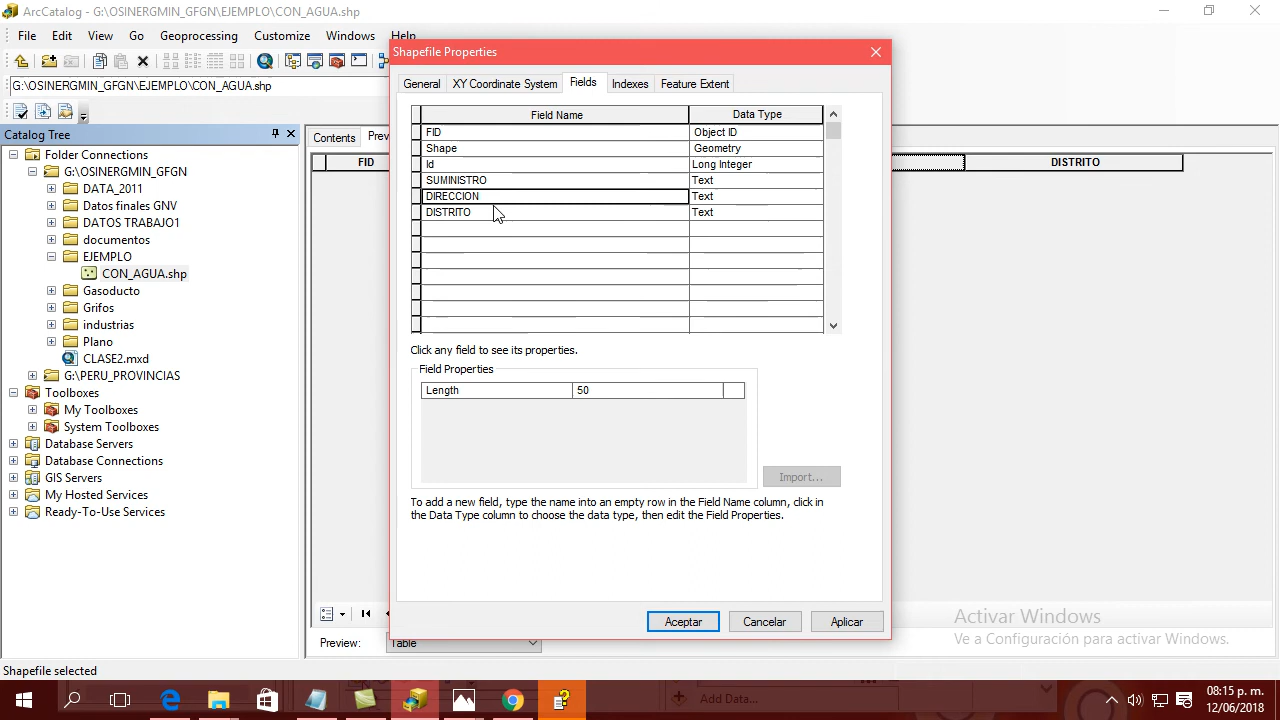 ArcCatalog - G:\OSINERGMIN_GFGN\EJEMPLO\CON_AGUA.shp
File Edit View Go Geoprocessing Customize Windows Help
G:\OSINERGMIN_GFGN\EJEMPLO\CON_AGUA.shp
Catalog Tree
Folder Connections
G:\OSINERGMIN_GFGN
DATA_2011
Datos finales GNV
DATOS TRABAJO1
documentos
EJEMPLO
CON_AGUA.shp
Gasoducto
Grifos
industrias
Plano
CLASE2.mxd
G:\PERU_PROVINCIAS
Toolboxes
My Toolboxes
System Toolboxes
Database Servers
Database Connections
GIS Servers
My Hosted Services
Ready-To-Use Services
Contents
FID
DISTRITO
Shapefile Properties
General XY Coordinate System Fields Indexes Feature Extent
Field Name Data Type
FID Object ID
Shape Geometry
Id Long Integer
SUMINISTRO Text
DIRECCION Text
DISTRITO Text
Click any field to see its properties.
Field Properties
Length 50
Import...
To add a new field, type the name into an empty row in the Field Name column, click in
the Data Type column to choose the data type, then edit the Field Properties.
Aceptar Cancelar Aplicar
Preview: Table
Activar Windows
Ve a Configuración para activar Windows.
Shapefile selected
Add Data...
08:15 p. m.
12/06/2018